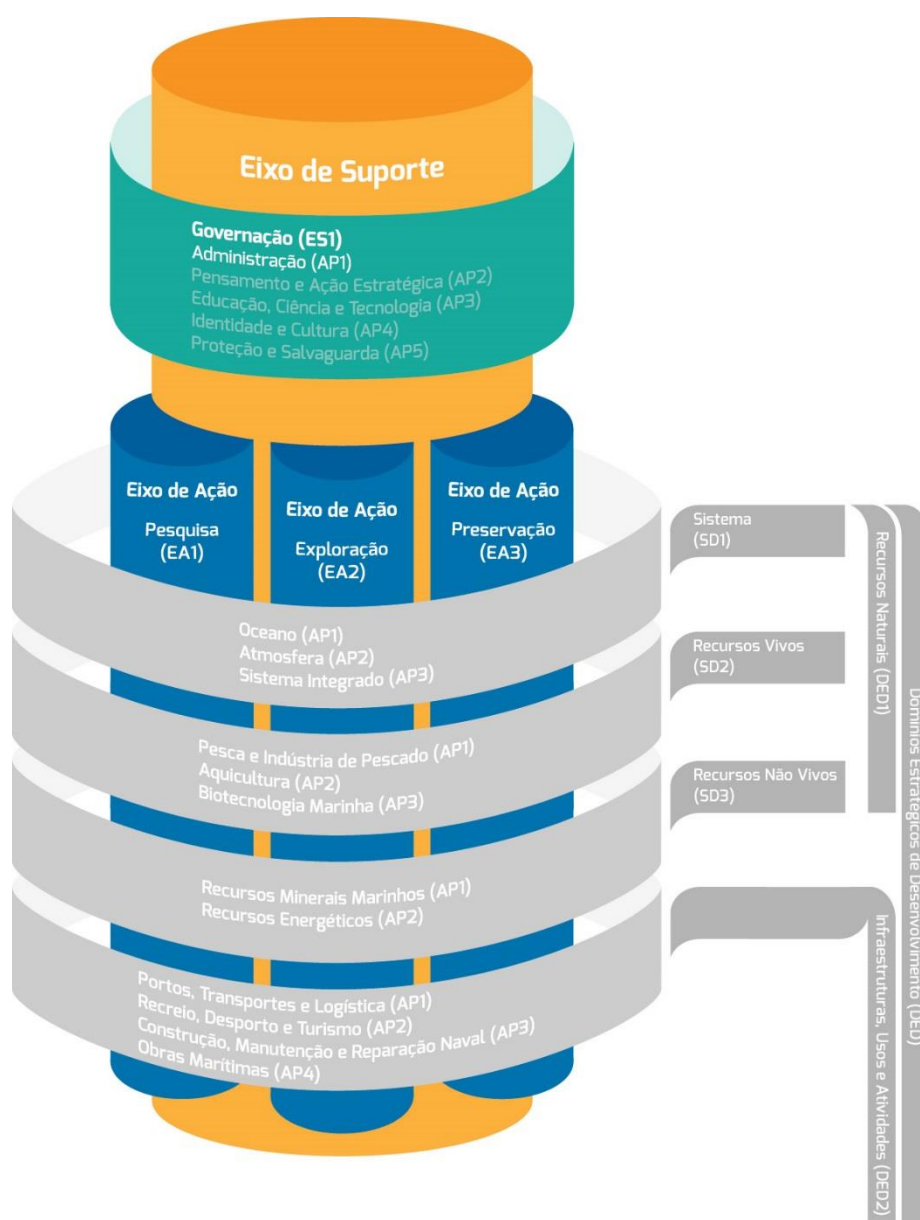 Eixo de Suporte
Governação (ES1)
Administração (AP1)
Pensamento e Ação Estratégica (AP2)
Educação, Ciência e Tecnologia (AP3)
Identidade e Cultura (AP4)
Proteção e Salvaguarda (AP5)
Eixo de Ação
Pesquisa
(EA1)
Eixo de Ação
Exploração
(EA2)
Eixo de Ação
Preservação
(EA3)
Oceano (AP1)
Atmosfera (AP2)
Sistema Integrado (AP3)
Sistema
(SD1)
Pesca e Indústria de Pescado (AP1)
Aquicultura (AP2)
Biotecnologia Marinha (AP3)
Recursos Vivos
(SD2)
Recursos Minerais Marinhos (AP1)
Recursos Energéticos (AP2)
Recursos Não Vivos
(SD3)
Portos, Transportes e Logística (AP1)
Recreio, Desporto e Turismo (AP2)
Construção, Manutenção e Reparação Naval (AP3)
Obras Marítimas (AP4)
Recursos Naturais (DED1)
Infraestruturas, Usos e Atividades (DED2)
Domínios Estratégicos de Desenvolvimento (DED)